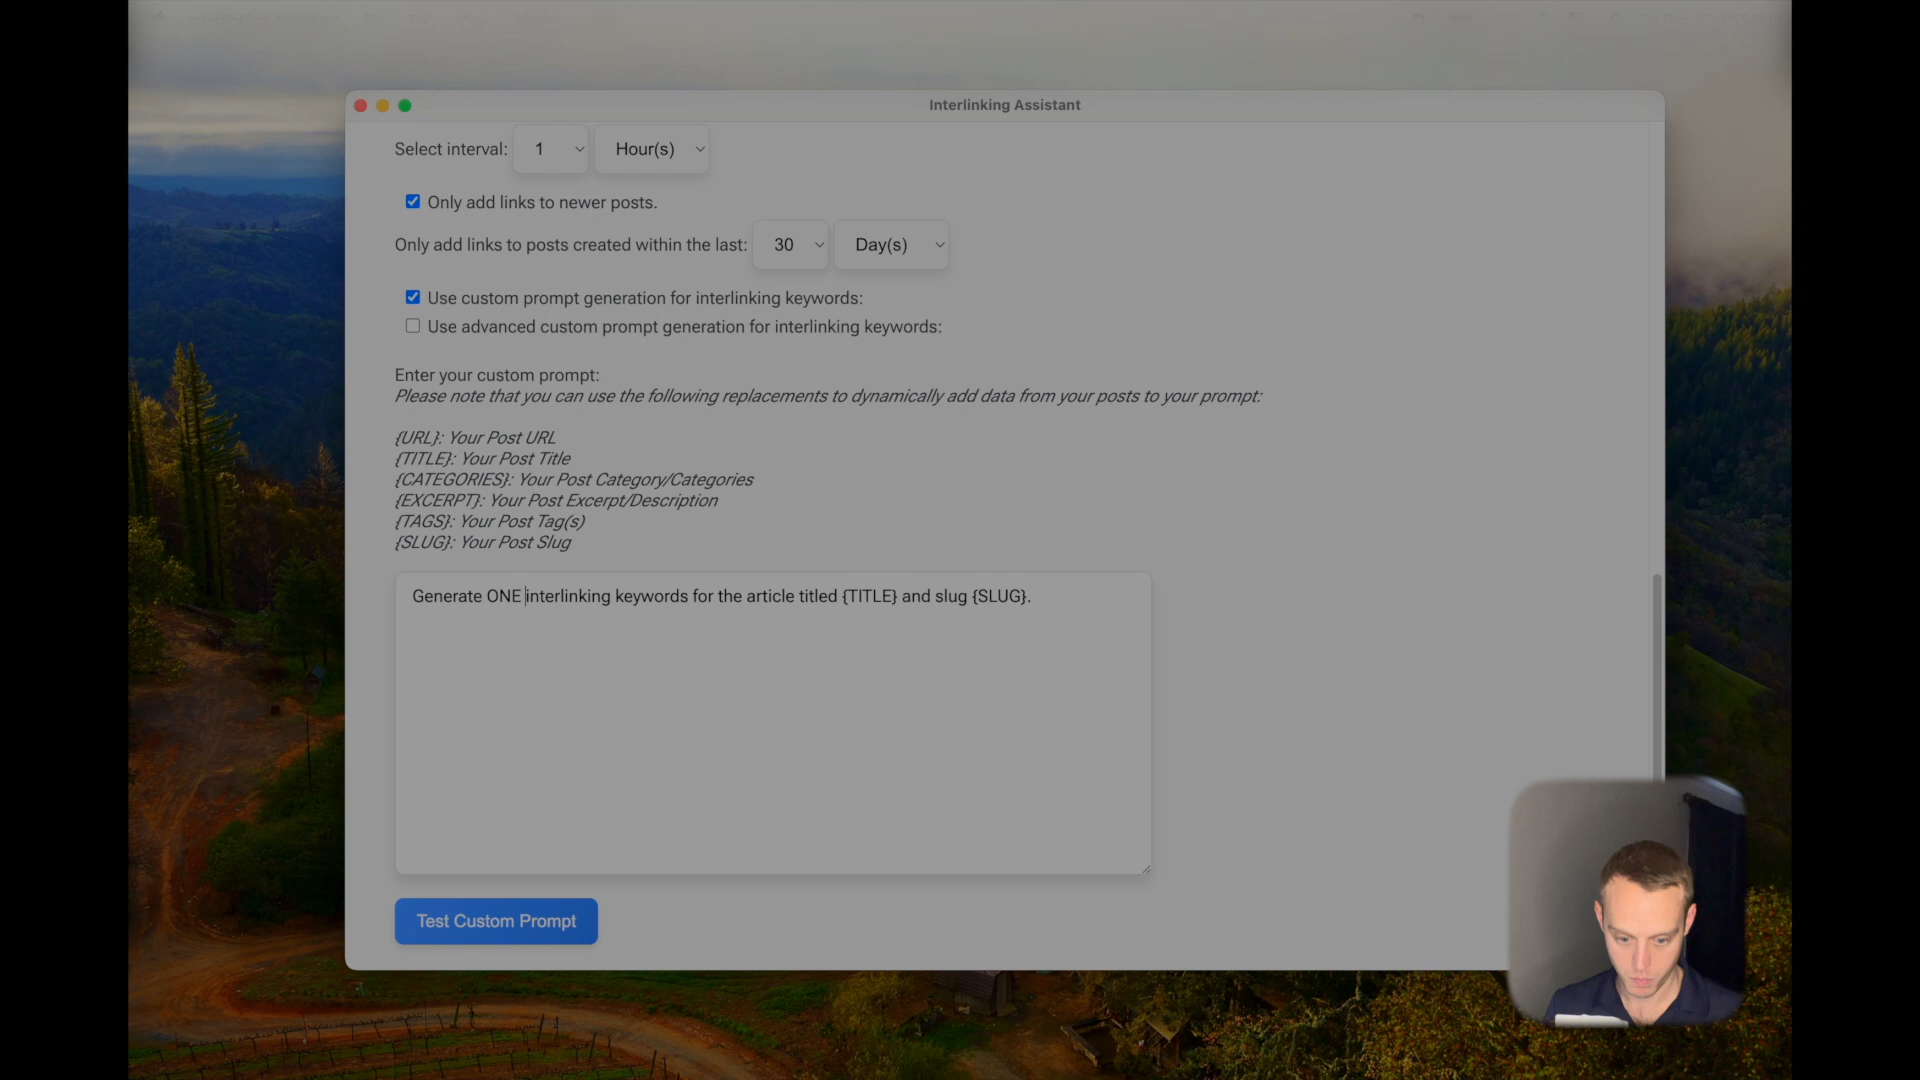 Interlinking Assistant
Select interval: 1 Hour(s)
Only add links to newer posts.
Only add links to posts created within the last: 30 Day(s)
Use custom prompt generation for interlinking keywords:
Use advanced custom prompt generation for interlinking keywords:
Enter your custom prompt:
Please note that you can use the following replacements to dynamically add data from your posts to your prompt:
{URL}: Your Post URL
{TITLE}: Your Post Title
{CATEGORIES}: Your Post Category/Categories
{EXCERPT}: Your Post Excerpt/Description
{TAGS}: Your Post Tag(s)
{SLUG}: Your Post Slug
Generate ONE interlinking keywords for the article titled {TITLE} and slug {SLUG}.
Test Custom Prompt